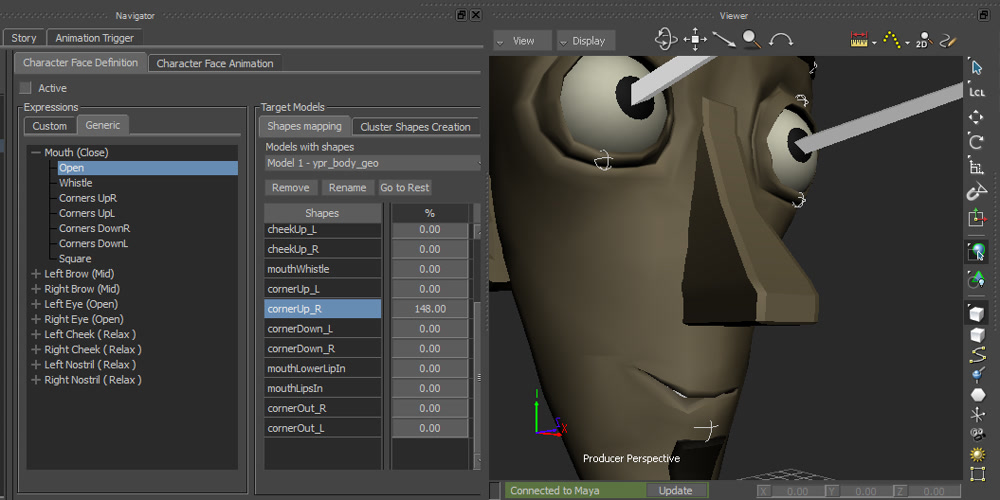 Navigator
Story
Animation Trigger
Character Face Definition
Character Face Animation
Active
Expressions
Custom
Generic
Mouth (Close)
Open
Whistle
Corners UpR
Corners UpL
Corners DownR
Corners DownL
Square
Left Brow (Mid)
Right Brow (Mid)
Left Eye (Open)
Right Eye (Open)
Left Cheek ( Relax )
Right Cheek ( Relax )
Left Nostril ( Relax )
Right Nostril ( Relax )
Target Models
Shapes mapping
Cluster Shapes Creation
Models with shapes
Model 1 - ypr_body_geo
Remove
Rename
Go to Rest
Shapes %
cheekUp_L 0.00
cheekUp_R 0.00
mouthWhistle 0.00
cornerUp_L 0.00
cornerUp_R 148.00
cornerDown_L 0.00
cornerDown_R 0.00
mouthLowerLipIn 0.00
mouthLipsIn 0.00
cornerOut_R 0.00
cornerOut_L 0.00
Viewer
View
Display
2D
LCL
X
Producer Perspective
Connected to Maya
Update
X 0.00 Y 0.00 Z 0.00